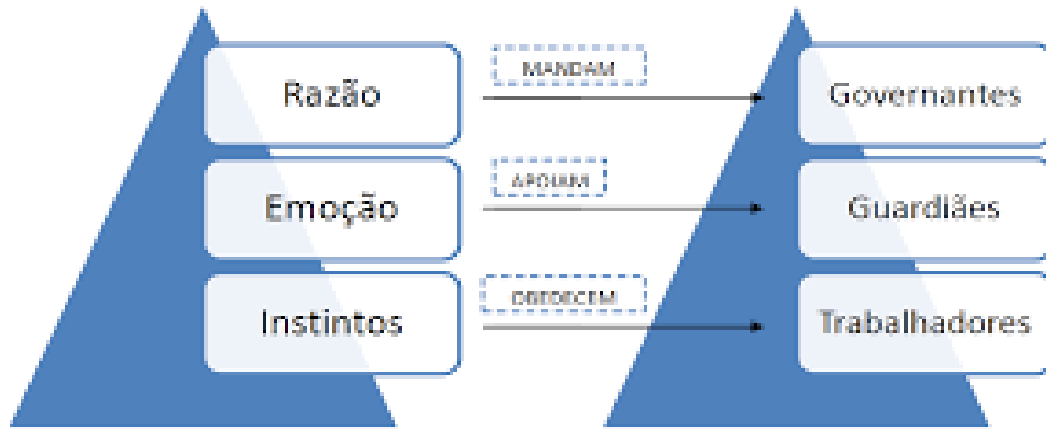 Razão
MANDAM
Governantes
Emoção
APOIAM
Guardiães
Instintos
OBEDECEM
Trabalhadores